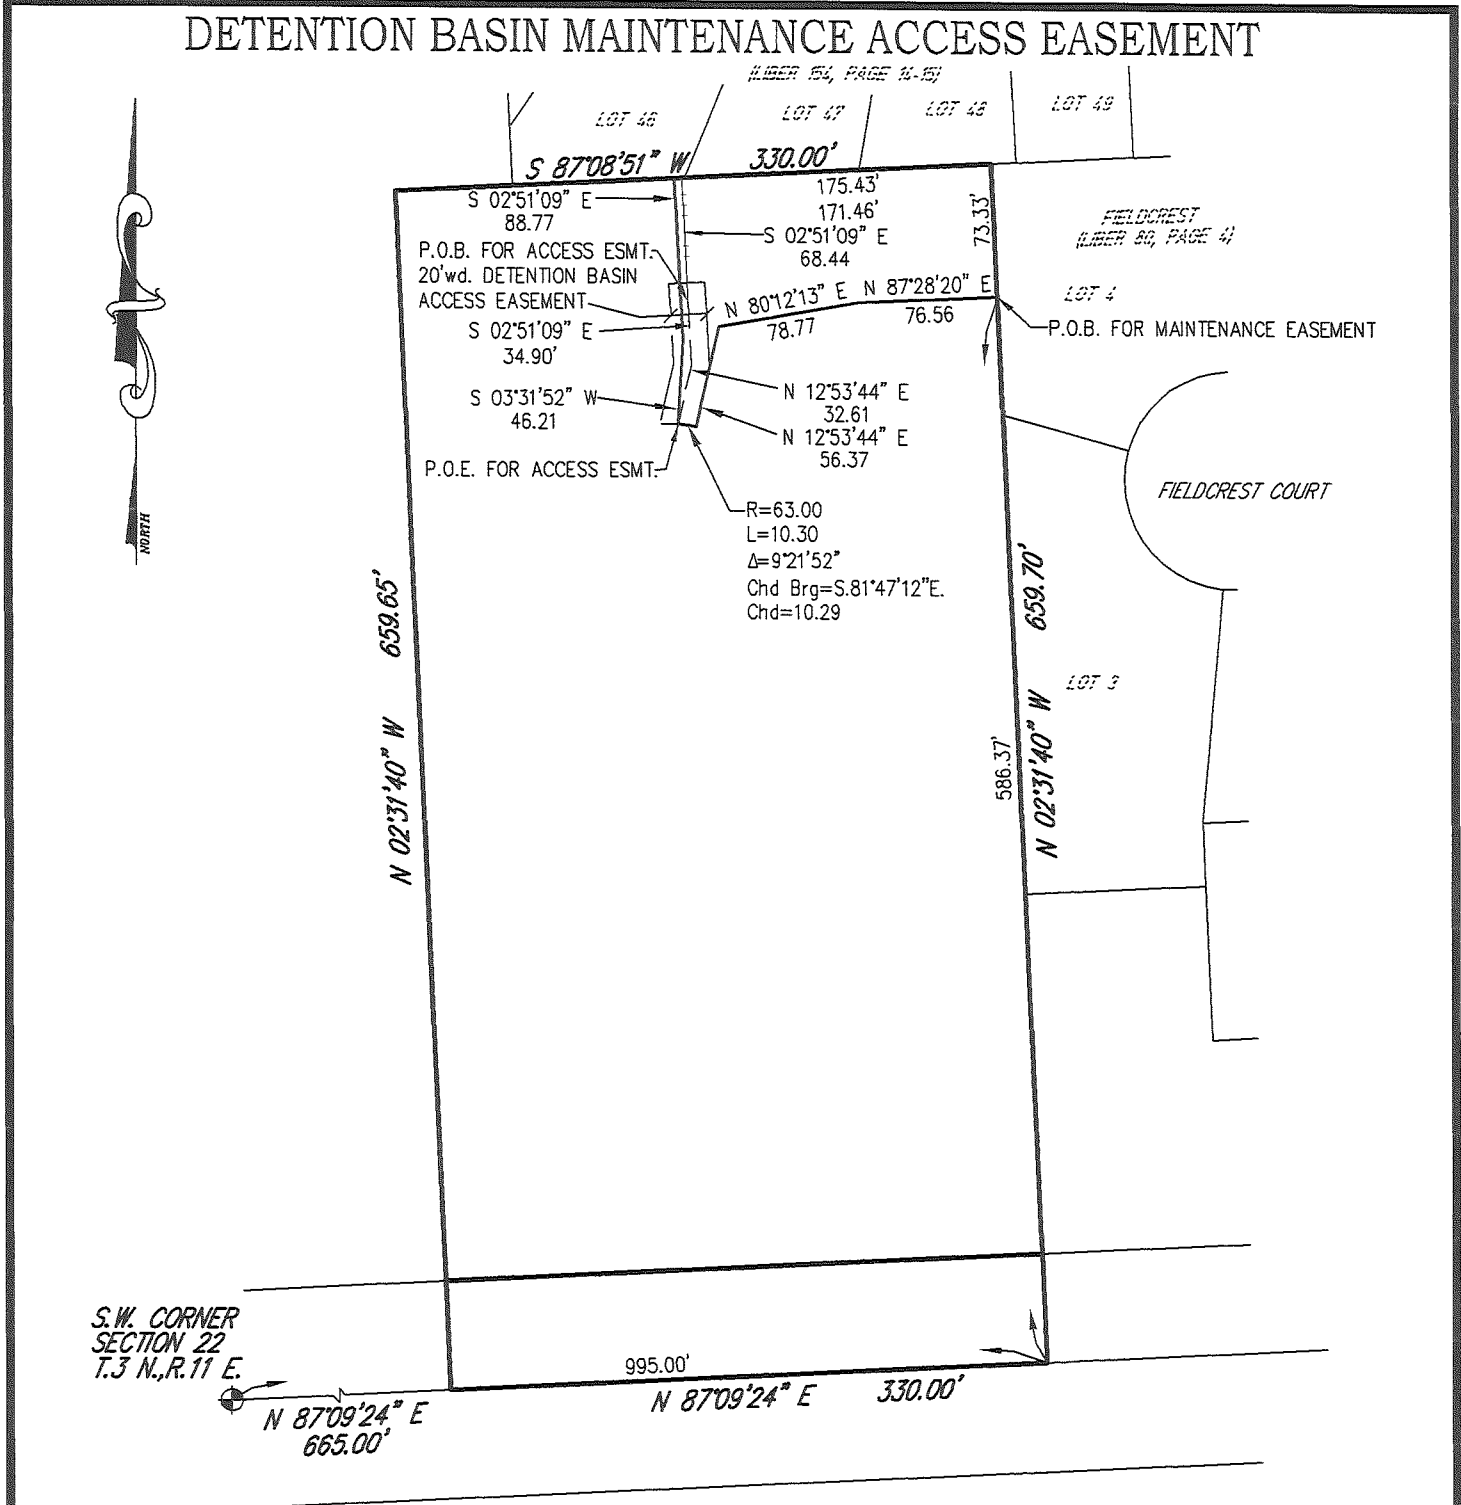 DETENTION BASIN MAINTENANCE ACCESS EASEMENT
(LIBER 154, PAGE 14-15)
LOT 46
LOT 47
LOT 48
LOT 49
S 87°08'51" W
330.00'
S 02°51'09" E
88.77
175.43'
171.46'
73.33'
S 02°51'09" E
68.44
FIELDCREST
(LIBER 80, PAGE 4)
P.O.B. FOR ACCESS ESMT.
20'wd. DETENTION BASIN
ACCESS EASEMENT
N 80°12'13" E
78.77
N 87°28'20" E
76.56
LOT 4
P.O.B. FOR MAINTENANCE EASEMENT
S 02°51'09" E
34.90'
S 03°31'52" W
46.21
N 12°53'44" E
32.61
N 12°53'44" E
56.37
P.O.E. FOR ACCESS ESMT.
FIELDCREST COURT
NORTH
R=63.00
L=10.30
Δ=9°21'52"
Chd Brg=S.81°47'12"E.
Chd=10.29
N 02°31'40" W 659.65'
N 02°31'40" W 659.70'
LOT 3
586.37'
S.W. CORNER
SECTION 22
T.3 N.,R.11 E.
995.00'
N 87°09'24" E
665.00'
N 87°09'24" E 330.00'